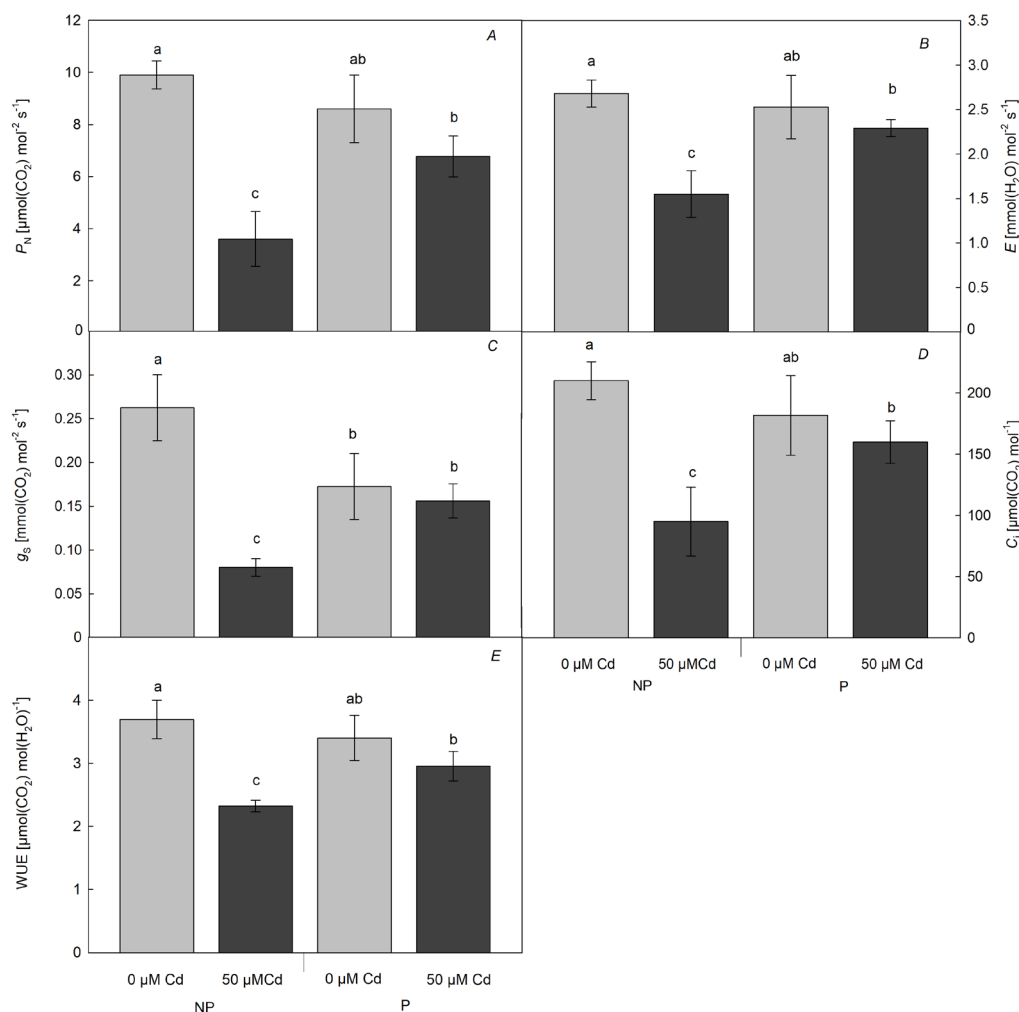 12
10
8
6
4
2
0
P_N [µmol(CO₂) mol⁻² s⁻¹]
A
a
c
ab
b
B
a
c
ab
b
3.5
3.0
2.5
2.0
1.5
1.0
0.5
0.0
E [mmol(H₂O) mol⁻² s⁻¹]
0.30
0.25
0.20
0.15
0.10
0.05
0
g_S [mmol(CO₂) mol⁻² s⁻¹]
C
a
c
b
b
D
a
c
ab
b
200
150
100
50
0
C_i [µmol(CO₂) mol⁻¹]
0 µM Cd 50 µMCd 0 µM Cd 50 µM Cd
NP P
4
3
2
1
0
WUE [µmol(CO₂) mol(H₂O)⁻¹]
E
a
c
ab
b
0 µM Cd 50 µMCd 0 µM Cd 50 µM Cd
NP P